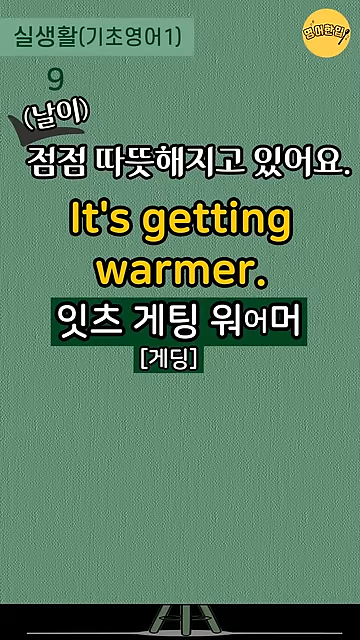 실생활(기초영어1)
영어한입
9
(날이)
점점 따뜻해지고 있어요.
It's getting
warmer.
잇츠 게팅 워어머
[게딩]